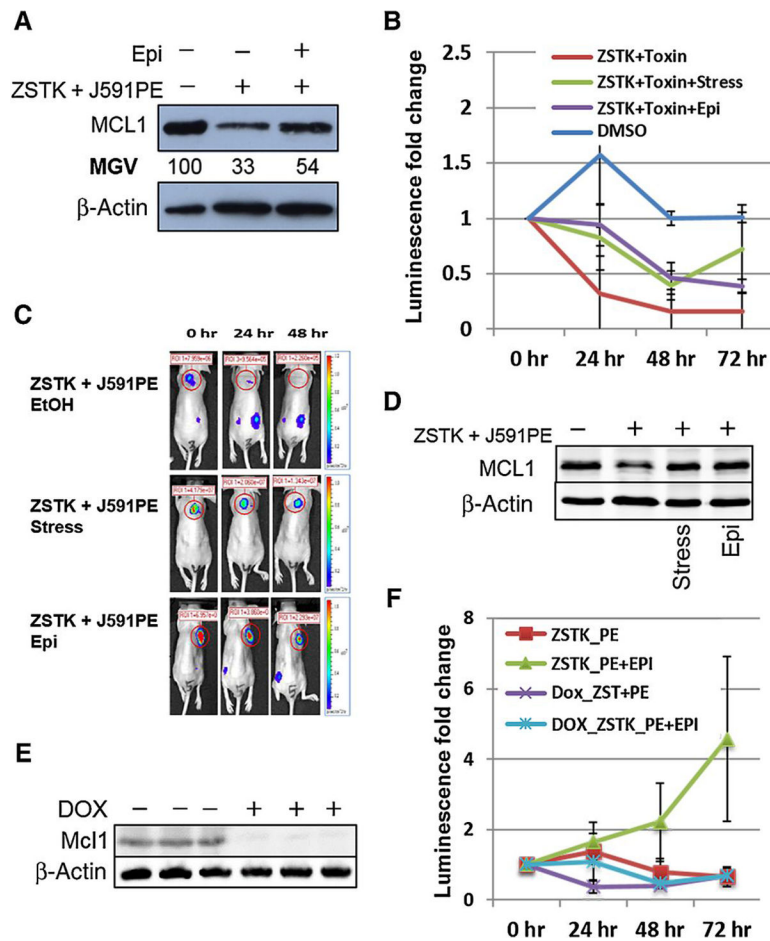 A
Epi − − +
ZSTK + J591PE − + +
MCL1
MGV 100 33 54
β-Actin
B
Luminescence fold change
2.5
2
1.5
1
0.5
0
ZSTK+Toxin
ZSTK+Toxin+Stress
ZSTK+Toxin+Epi
DMSO
0 hr 24 hr 48 hr 72 hr
C
0 hr 24 hr 48 hr
ZSTK + J591PE
EtOH
ZSTK + J591PE
Stress
ZSTK + J591PE
Epi
D
ZSTK + J591PE − + + +
MCL1
β-Actin
Stress
Epi
E
DOX − − − + + +
Mcl1
β-Actin
F
Luminescence fold change
8
6
4
2
0
ZSTK_PE
ZSTK_PE+EPI
Dox_ZST+PE
DOX_ZSTK_PE+EPI
0 hr 24 hr 48 hr 72 hr